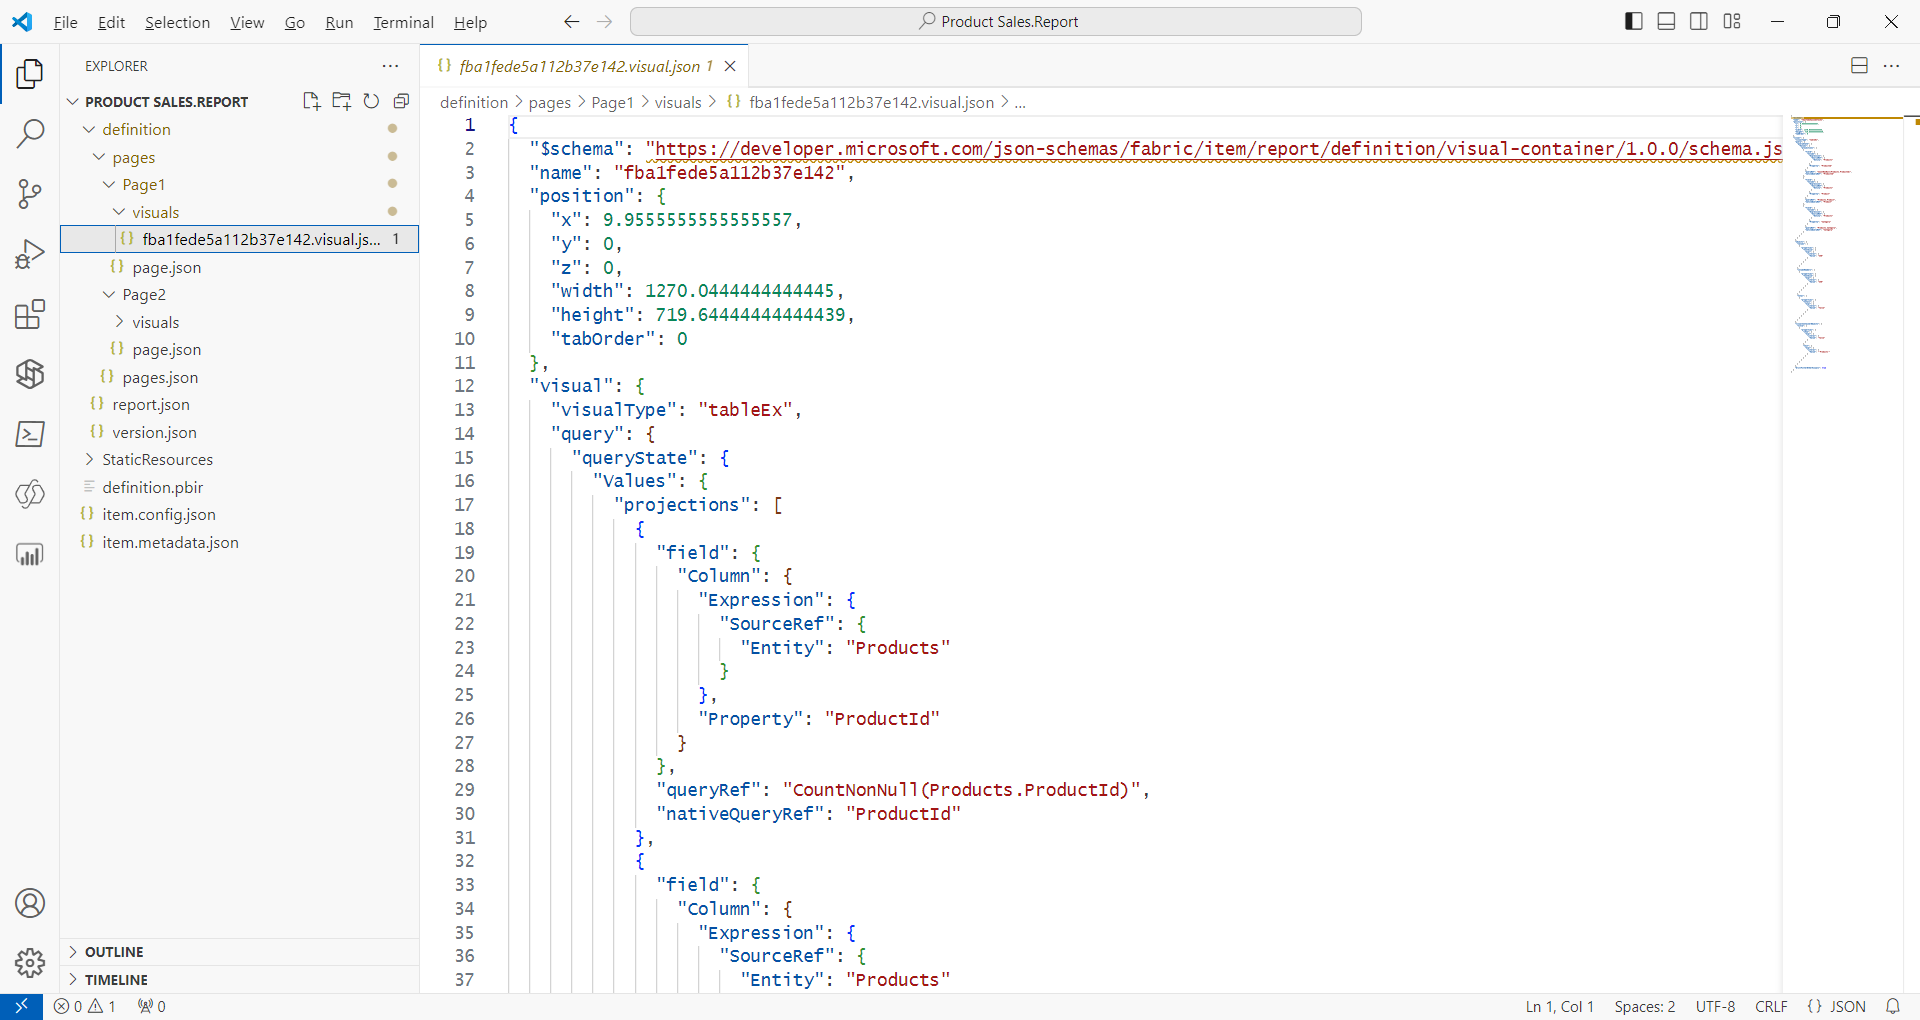 File Edit Selection View Go Run Terminal Help
Product Sales.Report
EXPLORER
PRODUCT SALES.REPORT
definition
pages
Page1
visuals
fba1fede5a112b37e142.visual.js... 1
page.json
Page2
visuals
page.json
pages.json
report.json
version.json
StaticResources
definition.pbir
item.config.json
item.metadata.json
OUTLINE
TIMELINE
{} fba1fede5a112b37e142.visual.json 1
definition > pages > Page1 > visuals > {} fba1fede5a112b37e142.visual.json > ...
1 {
2 "$schema": "https://developer.microsoft.com/json-schemas/fabric/item/report/definition/visual-container/1.0.0/schema.js
3 "name": "fba1fede5a112b37e142",
4 "position": {
5 "x": 9.9555555555555557,
6 "y": 0,
7 "z": 0,
8 "width": 1270.0444444444445,
9 "height": 719.64444444444439,
10 "tabOrder": 0
11 },
12 "visual": {
13 "visualType": "tableEx",
14 "query": {
15 "queryState": {
16 "Values": {
17 "projections": [
18 {
19 "field": {
20 "Column": {
21 "Expression": {
22 "SourceRef": {
23 "Entity": "Products"
24 }
25 },
26 "Property": "ProductId"
27 }
28 },
29 "queryRef": "CountNonNull(Products.ProductId)",
30 "nativeQueryRef": "ProductId"
31 },
32 {
33 "field": {
34 "Column": {
35 "Expression": {
36 "SourceRef": {
37 "Entity": "Products"
0 1 0
Ln 1, Col 1 Spaces: 2 UTF-8 CRLF {} JSON